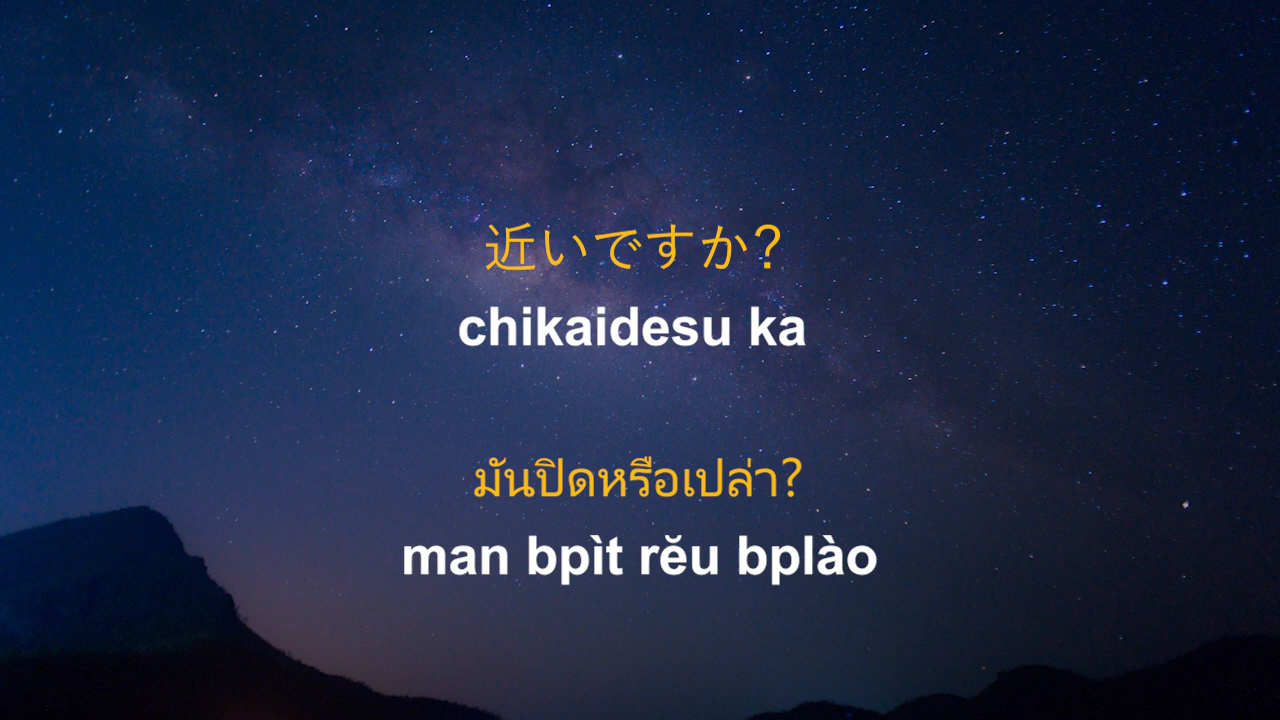 近いですか?
chikaidesu ka
มันปิดหรือเปล่า?
man bpìt rĕu bplào